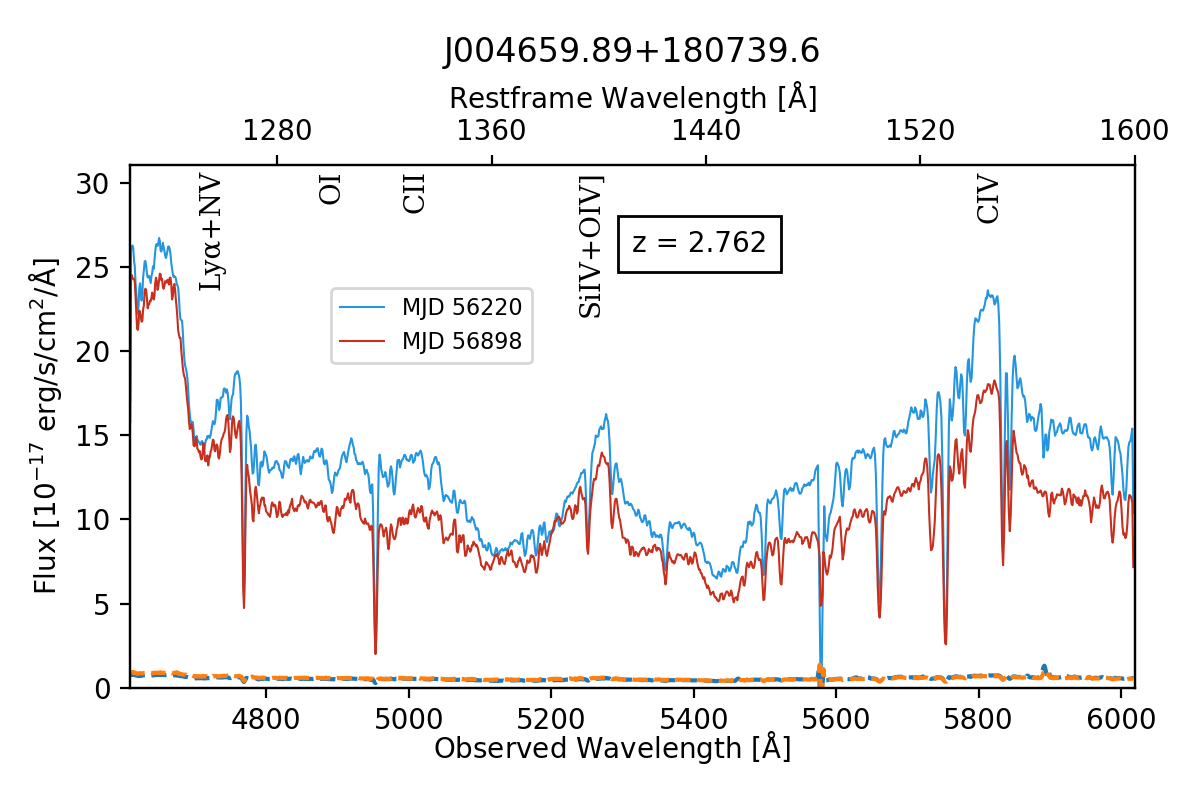 J004659.89+180739.6
Restframe Wavelength [Å]
1280 1360 1440 1520 1600
30
25
20
15
10
5
0
Flux [10⁻¹⁷ erg/s/cm²/Å]
Lyα+NV
OI
CII
SiIV+OIV]
CIV
z = 2.762
MJD 56220
MJD 56898
4800 5000 5200 5400 5600 5800 6000
Observed Wavelength [Å]